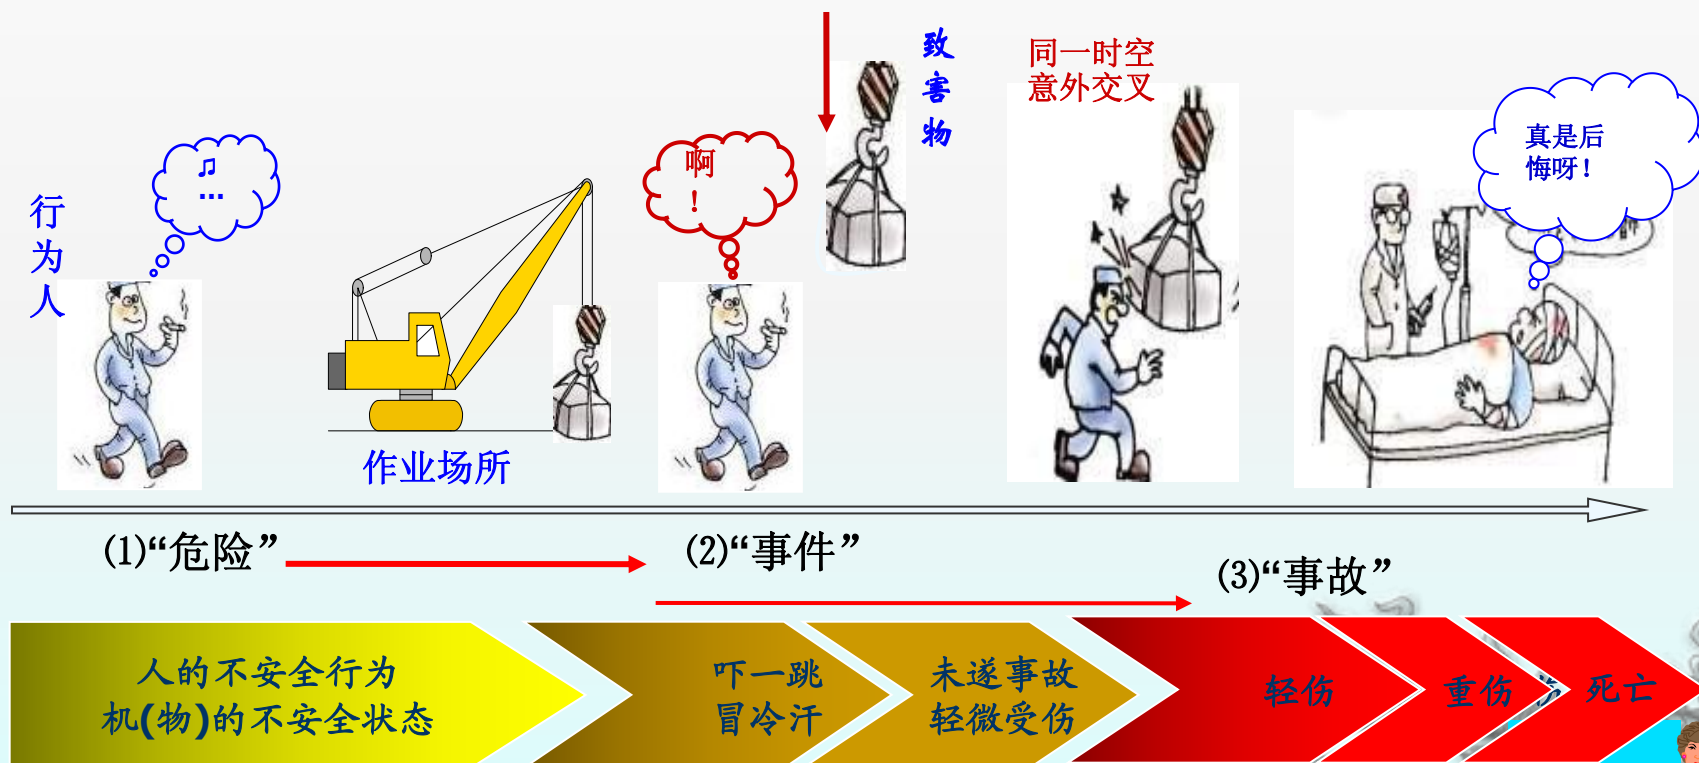 行为人
♫
...
作业场所
啊
！
致害物
同一时空
意外交叉
真是后
悔呀！
(1)“危险”
(2)“事件”
(3)“事故”
人的不安全行为
机(物)的不安全状态
吓一跳
冒冷汗
未遂事故
轻微受伤
轻伤
重伤
死亡